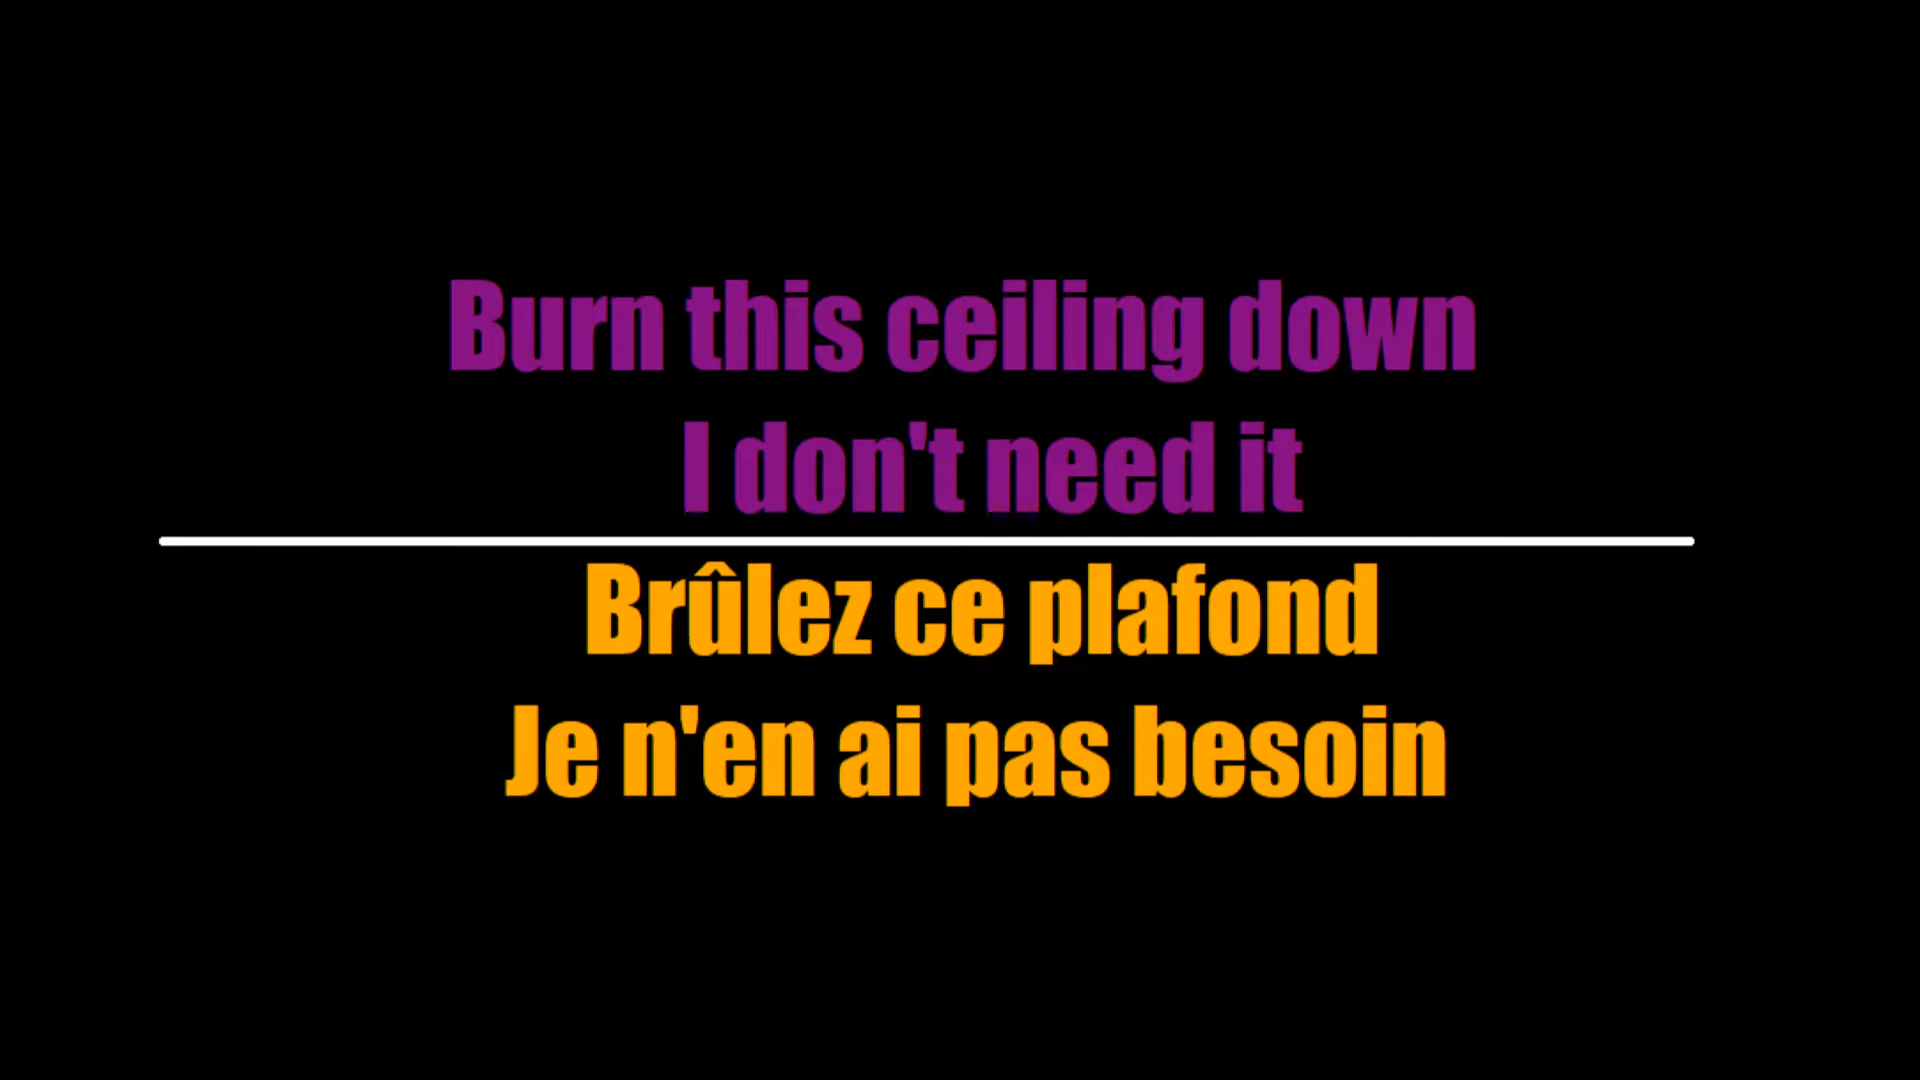 Burn this ceiling down
I don't need it
Brûlez ce plafond
Je n'en ai pas besoin